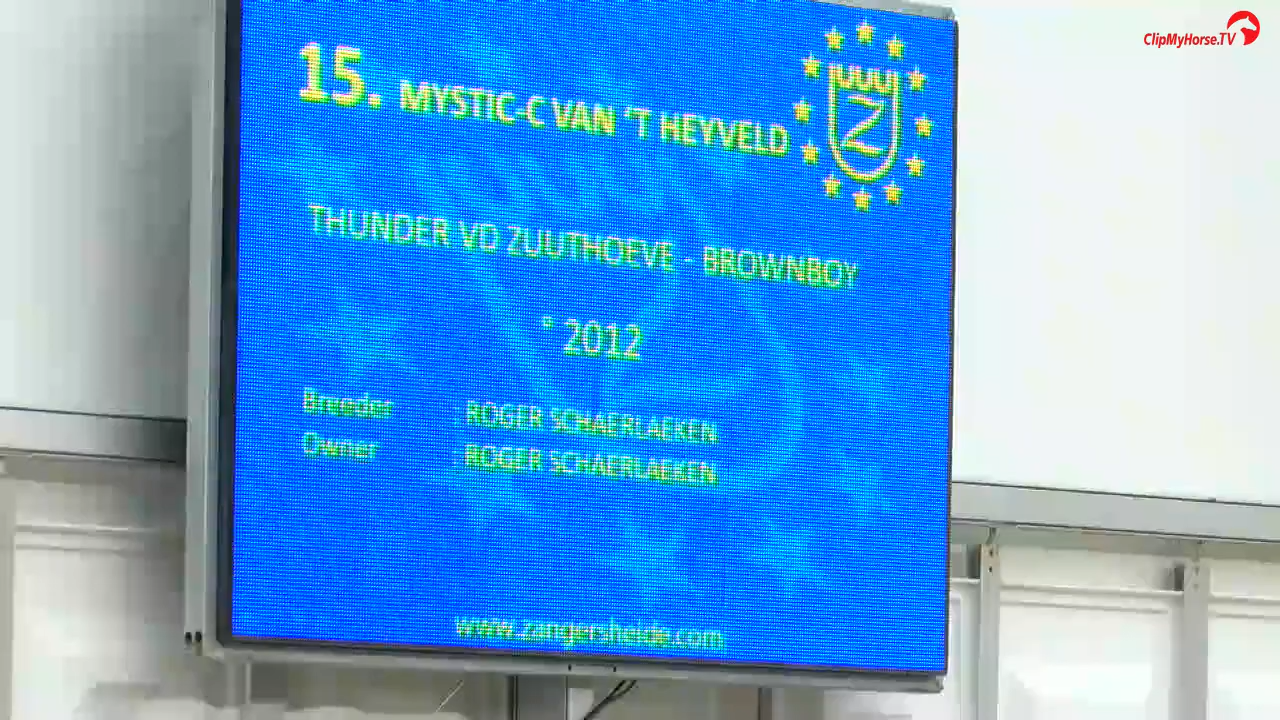 ClipMyHorse.TV
15. MYSTIC-C VAN 'T HEYVELD
Z
THUNDER VD ZUUTHOEVE - BROWNBOY
° 2012
Breeder ROGER SCHAERLAEKEN
Owner ROGER SCHAERLAEKEN
www.zangersheide.com